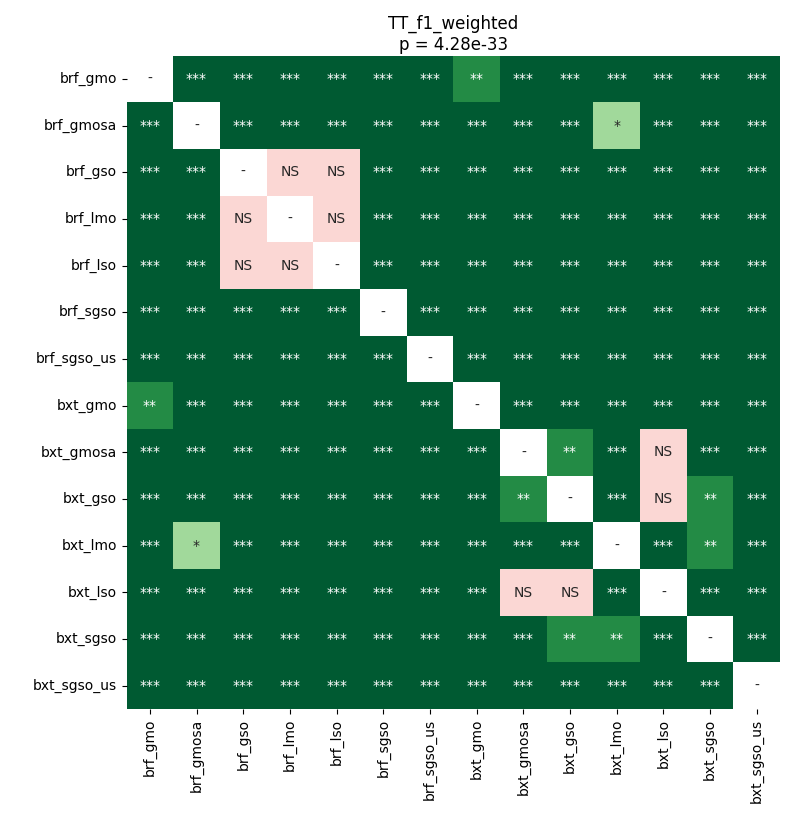 TT_f1_weighted
p = 4.28e-33
brf_gmo - *** *** *** *** *** *** ** *** *** *** *** *** ***
brf_gmosa *** - *** *** *** *** *** *** *** *** * *** *** ***
brf_gso *** *** - NS NS *** *** *** *** *** *** *** *** ***
brf_lmo *** *** NS - NS *** *** *** *** *** *** *** *** ***
brf_lso *** *** NS NS - *** *** *** *** *** *** *** *** ***
brf_sgso *** *** *** *** *** - *** *** *** *** *** *** *** ***
brf_sgso_us *** *** *** *** *** *** - *** *** *** *** *** *** ***
bxt_gmo ** *** *** *** *** *** *** - *** *** *** *** *** ***
bxt_gmosa *** *** *** *** *** *** *** *** - ** *** NS *** ***
bxt_gso *** *** *** *** *** *** *** *** ** - *** NS ** ***
bxt_lmo *** * *** *** *** *** *** *** *** *** - *** ** ***
bxt_lso *** *** *** *** *** *** *** *** NS NS *** - *** ***
bxt_sgso *** *** *** *** *** *** *** *** *** ** ** *** - ***
bxt_sgso_us *** *** *** *** *** *** *** *** *** *** *** *** *** -
brf_gmo brf_gmosa brf_gso brf_lmo brf_lso brf_sgso brf_sgso_us bxt_gmo bxt_gmosa bxt_gso bxt_lmo bxt_lso bxt_sgso bxt_sgso_us